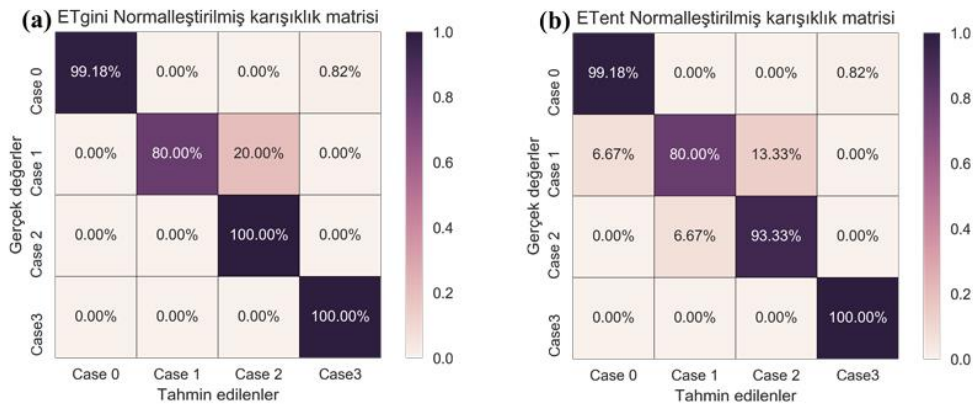 (a) ETgini Normalleştirilmiş karışıklık matrisi
Gerçek değerler
Case 0
99.18% 0.00% 0.00% 0.82%
Case 1
0.00% 80.00% 20.00% 0.00%
Case 2
0.00% 0.00% 100.00% 0.00%
Case3
0.00% 0.00% 0.00% 100.00%
Case 0 Case 1 Case 2 Case3
Tahmin edilenler
1.0
0.8
0.6
0.4
0.2
0.0
(b) ETent Normalleştirilmiş karışıklık matrisi
Gerçek değerler
Case 0
99.18% 0.00% 0.00% 0.82%
Case 1
6.67% 80.00% 13.33% 0.00%
Case 2
0.00% 6.67% 93.33% 0.00%
Case3
0.00% 0.00% 0.00% 100.00%
Case 0 Case 1 Case 2 Case3
Tahmin edilenler
1.0
0.8
0.6
0.4
0.2
0.0